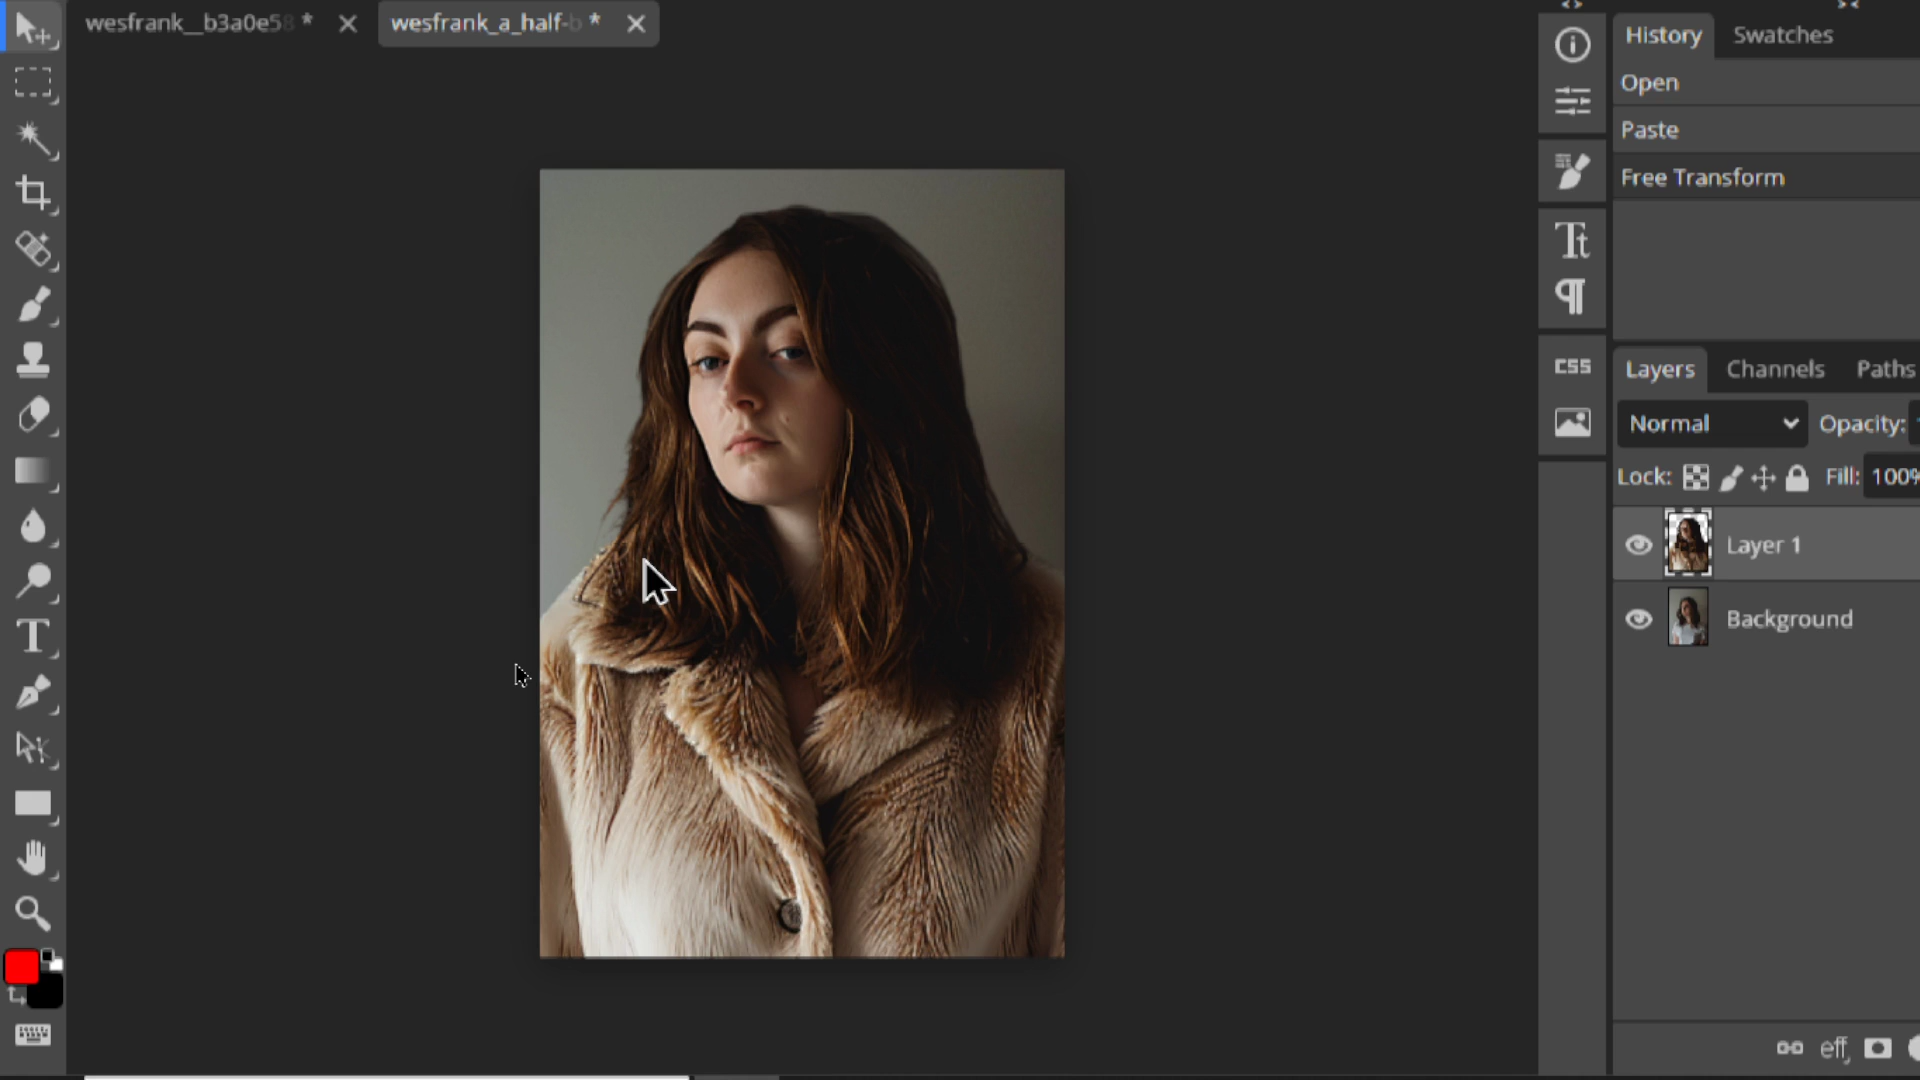 wesfrank__b3a0e58 *
wesfrank_a_half-b *
History
Swatches
Open
Paste
Free Transform
CSS
Layers
Channels
Paths
Normal
Opacity:
Lock:
Fill:
100%
Layer 1
Background
eff